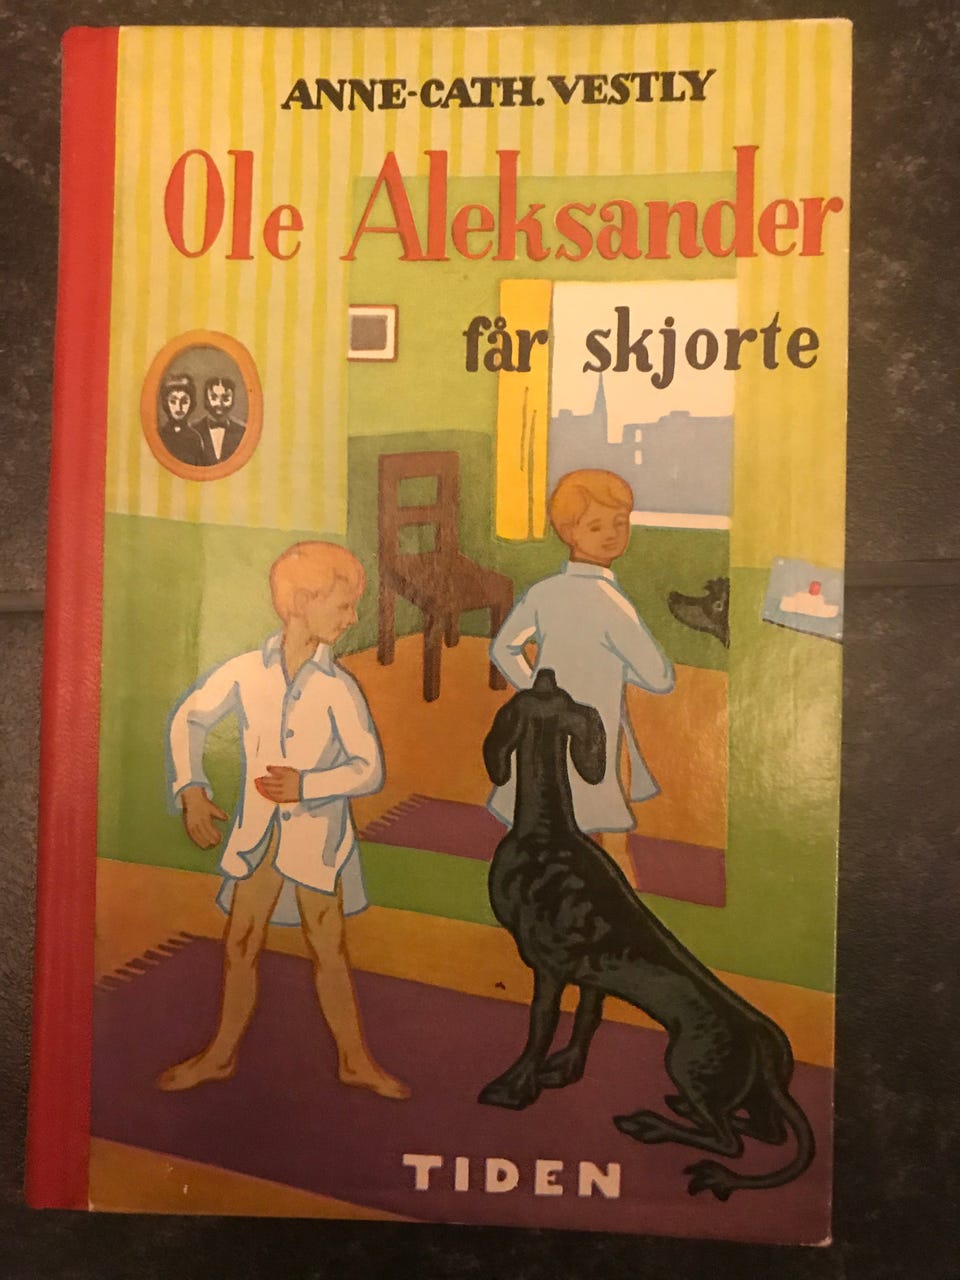 ANNE-CATH. VESTLY
Ole Aleksander
får skjorte
TIDEN